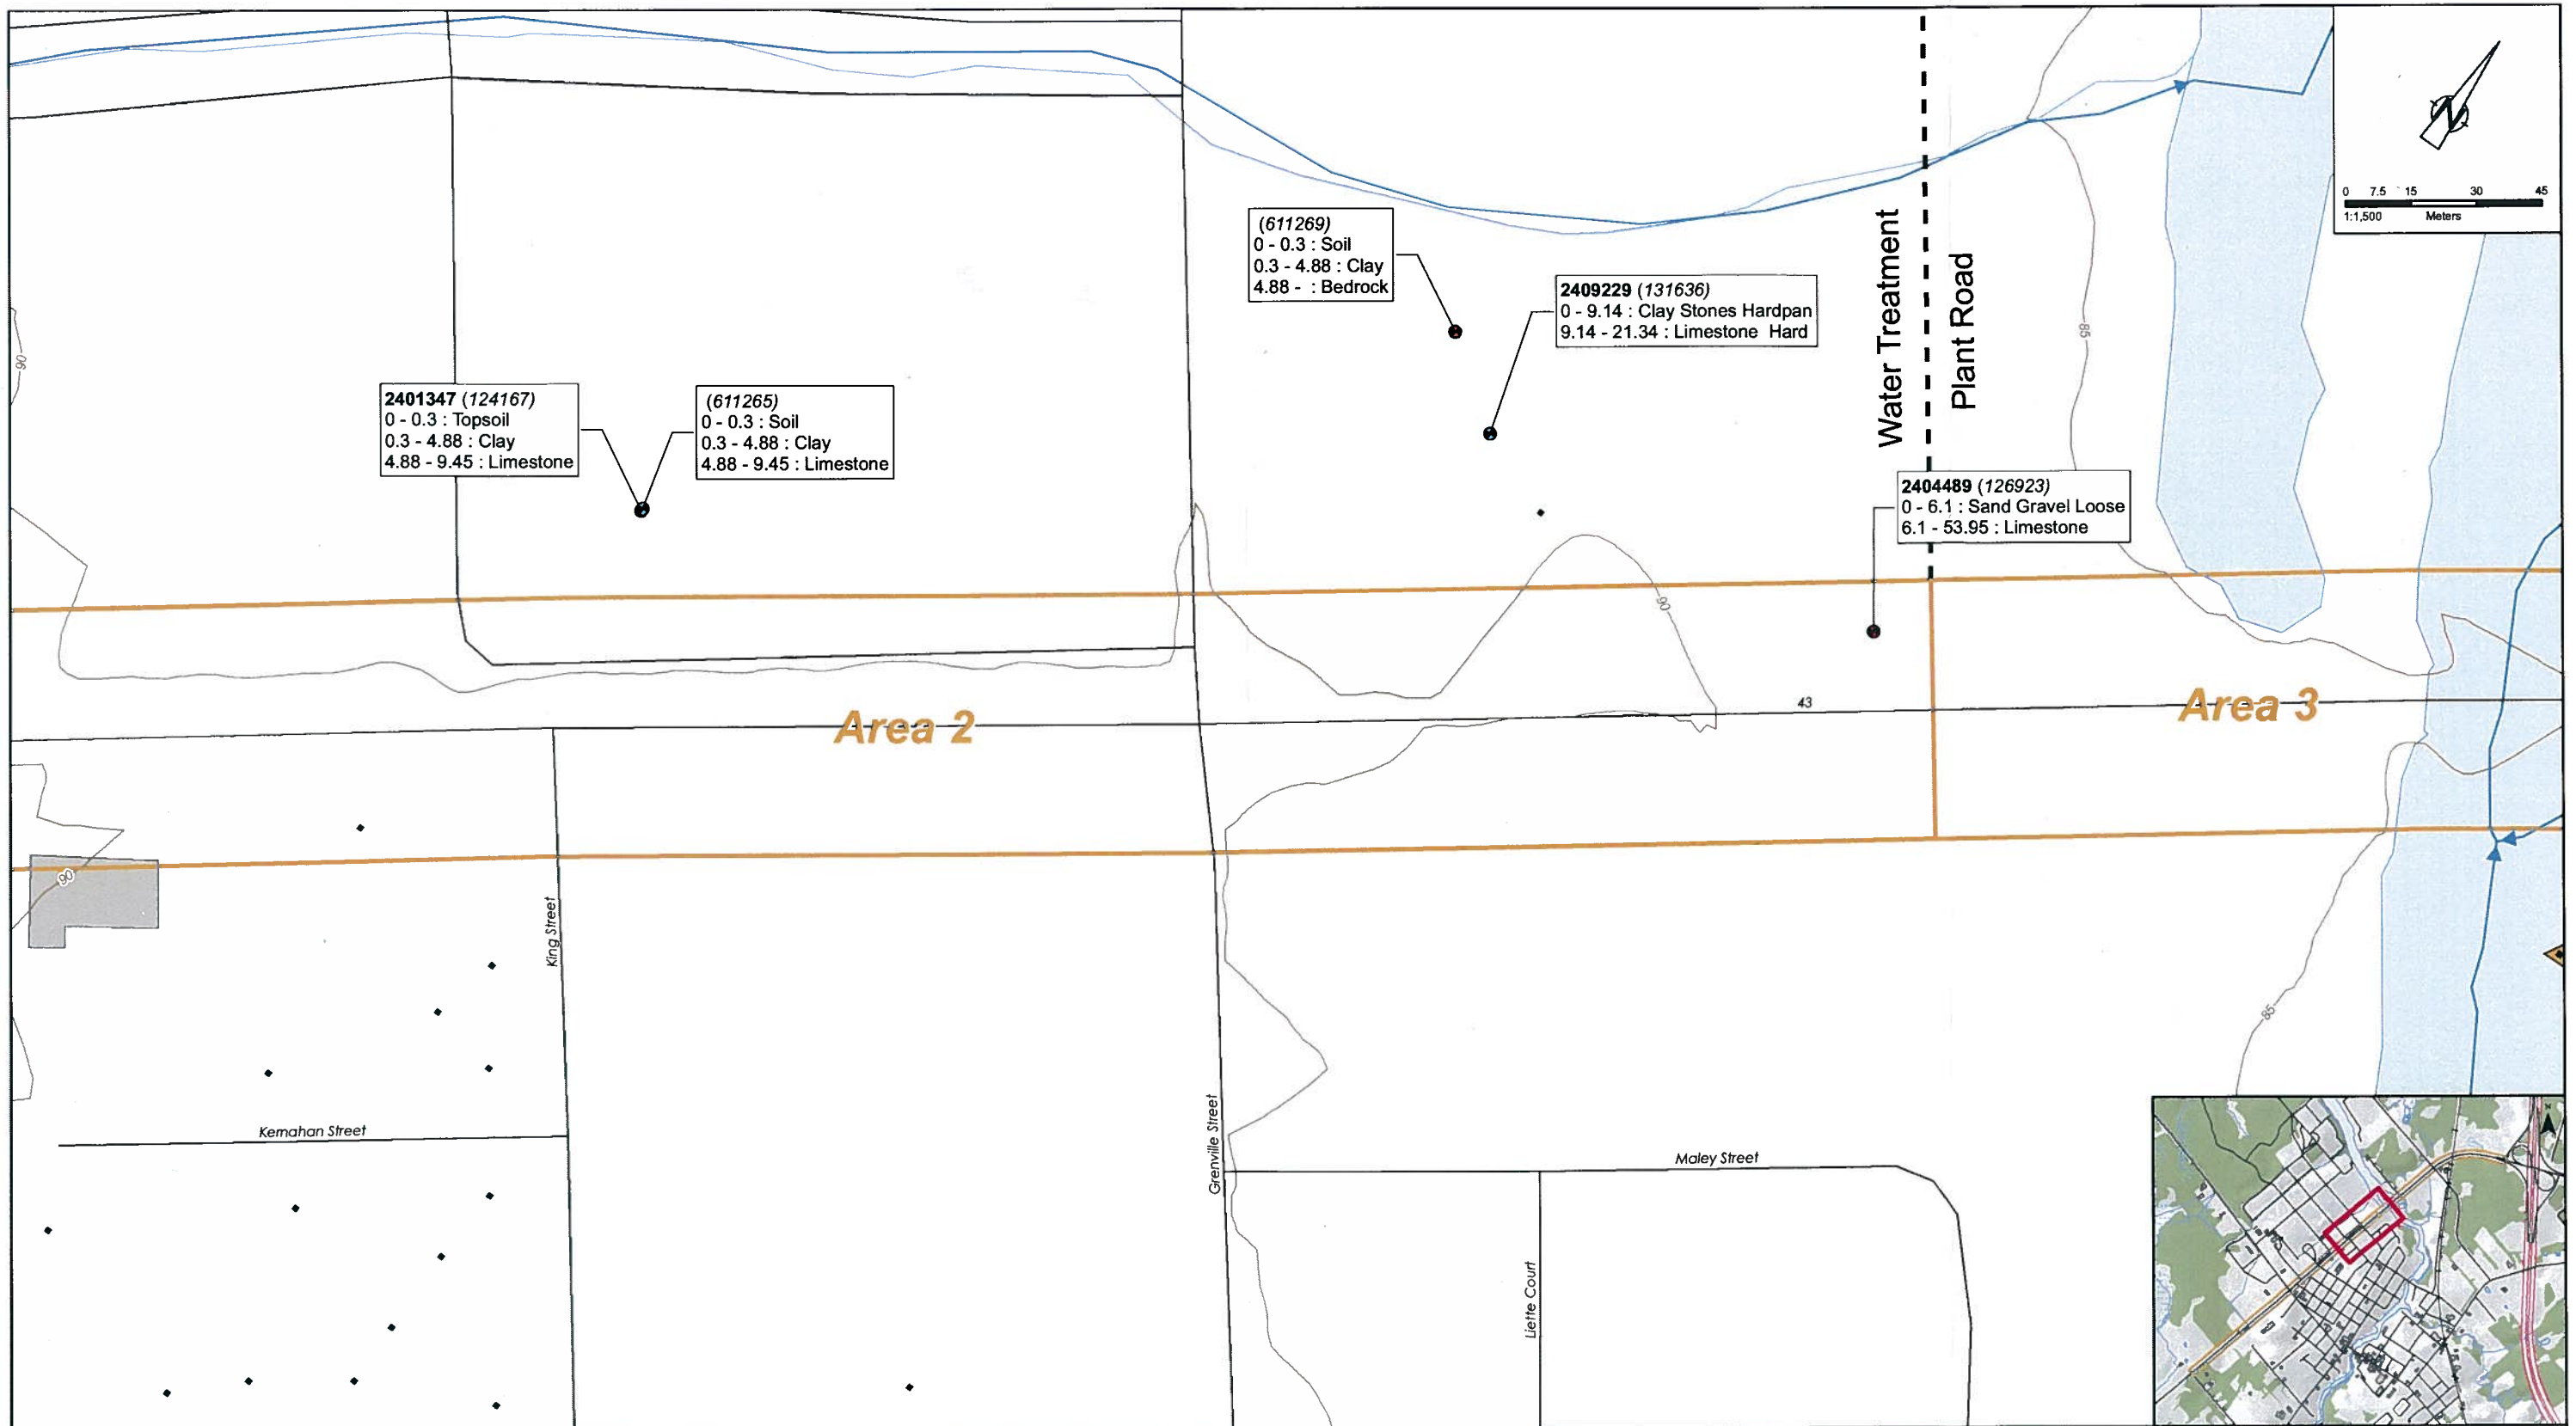 0 7.5 15 30 45
1:1,500 Meters
N
(611269)
0 - 0.3 : Soil
0.3 - 4.88 : Clay
4.88 - : Bedrock
2409229 (131636)
0 - 9.14 : Clay Stones Hardpan
9.14 - 21.34 : Limestone Hard
Water Treatment
Plant Road
85
90
2401347 (124167)
0 - 0.3 : Topsoil
0.3 - 4.88 : Clay
4.88 - 9.45 : Limestone
(611265)
0 - 0.3 : Soil
0.3 - 4.88 : Clay
4.88 - 9.45 : Limestone
2404489 (126923)
0 - 6.1 : Sand Gravel Loose
6.1 - 53.95 : Limestone
90
43
Area 2
Area 3
90
King Street
85
Kernahan Street
Grenville Street
Maley Street
Liette Court